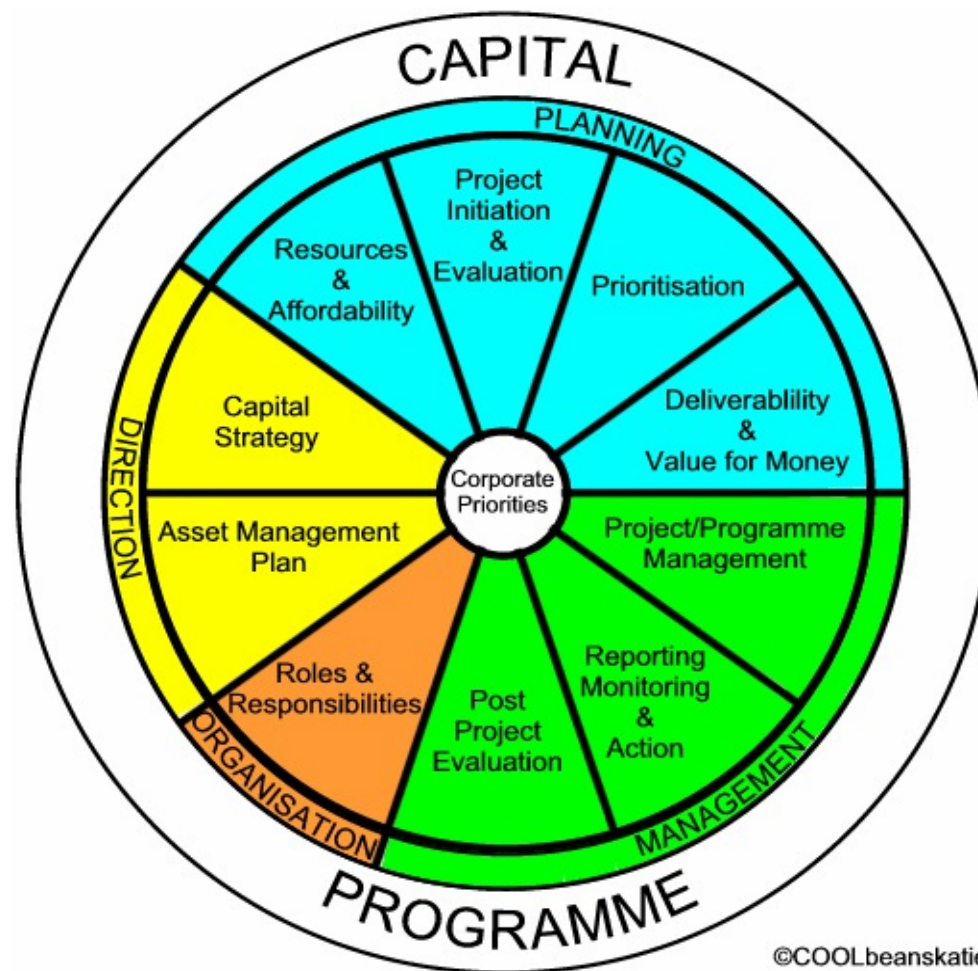 CAPITAL
PLANNING
Project
Initiation
&
Evaluation
Resources
&
Affordability
Prioritisation
Capital
Strategy
Deliverablility
&
Value for Money
DIRECTION
Corporate
Priorities
Asset Management
Plan
Project/Programme
Management
Roles &
Responsibilities
Post
Project
Evaluation
Reporting
Monitoring
&
Action
ORGANISATION
MANAGEMENT
PROGRAMME
©COOLbeanskatie